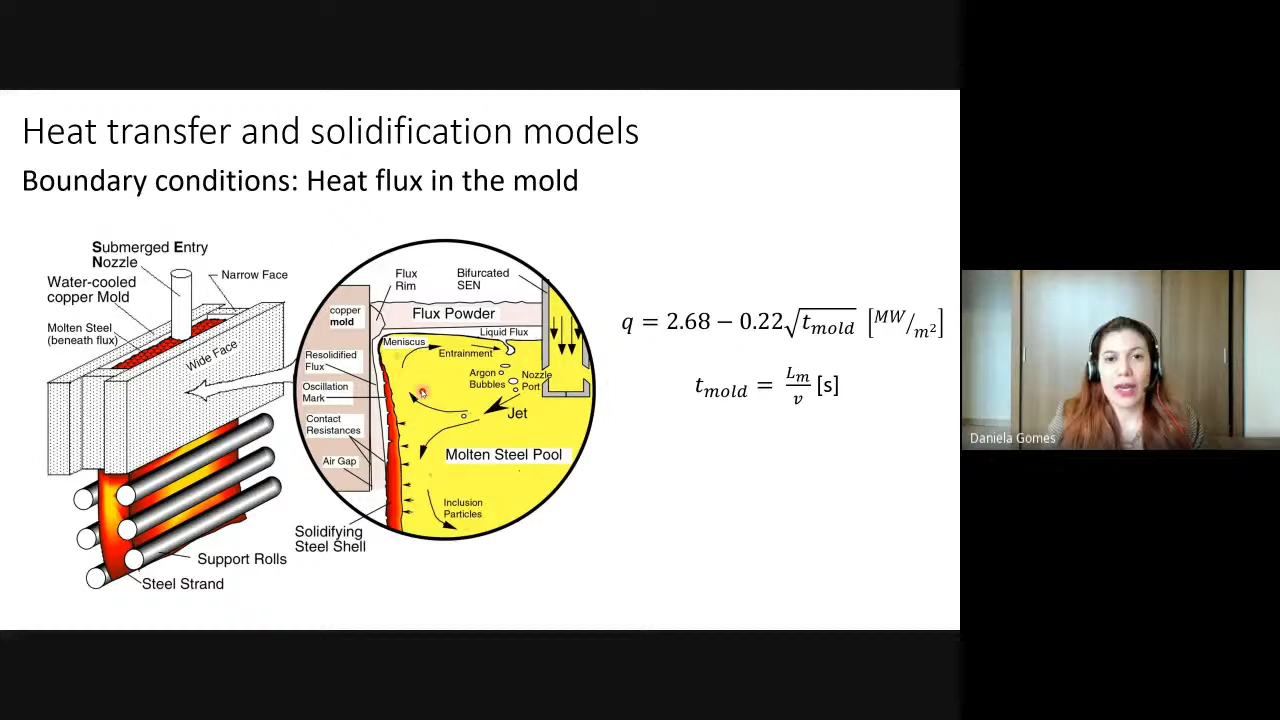 Heat transfer and solidification models
Boundary conditions: Heat flux in the mold
Submerged Entry
Nozzle
Water-cooled
copper Mold
Narrow Face
Molten Steel
(beneath flux)
Wide Face
Support Rolls
Steel Strand
Flux
Rim
Bifurcated
SEN
copper
mold
Flux Powder
Liquid Flux
Meniscus
Entrainment
Resolidified
Flux
Argon
Bubbles
Nozzle
Port
Oscillation
Mark
Jet
Contact
Resistances
Air Gap
Molten Steel Pool
Inclusion
Particles
Solidifying
Steel Shell
q = 2.68 − 0.22√t_mold [MW/m²]
t_mold = L_m/v [s]
Daniela Gomes